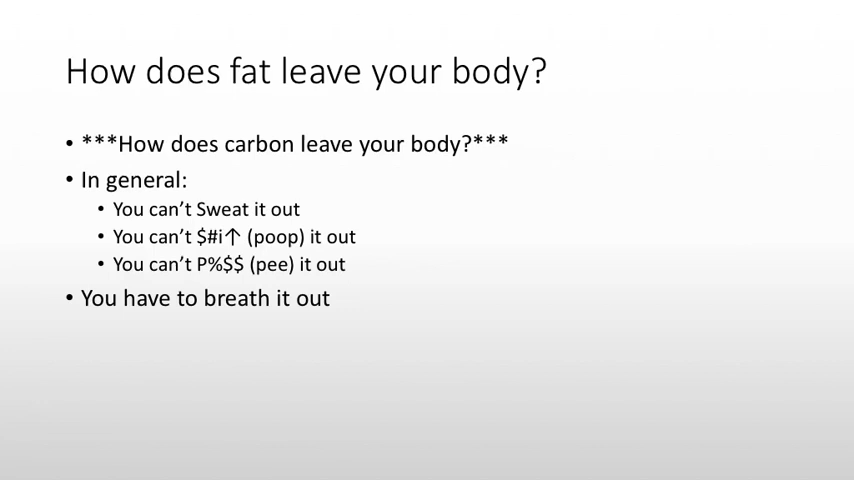 How does fat leave your body?
• ***How does carbon leave your body?***
• In general:
• You can't Sweat it out
• You can't $#i↑ (poop) it out
• You can't P%$$ (pee) it out
• You have to breath it out